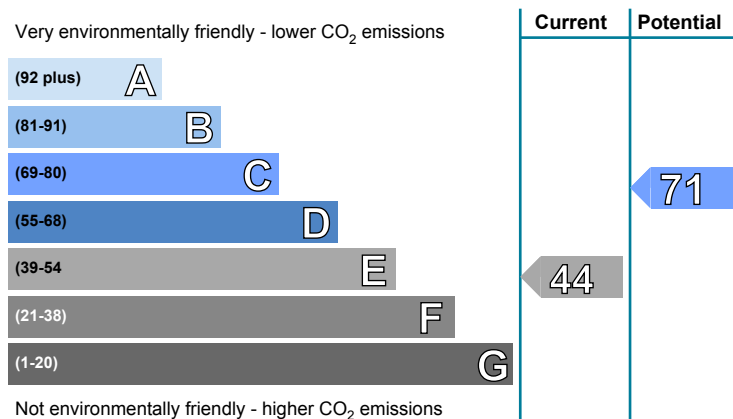 Very environmentally friendly - lower CO₂ emissions
Current
Potential
(92 plus) A
(81-91) B
(69-80) C
71
(55-68) D
(39-54 E
44
(21-38) F
(1-20) G
Not environmentally friendly - higher CO₂ emissions